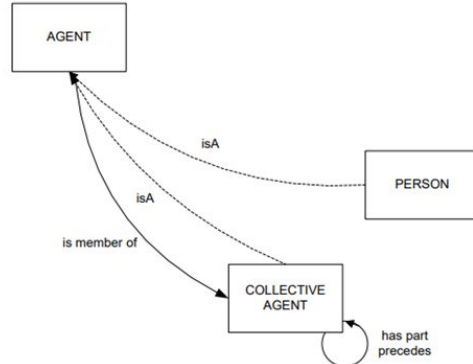 AGENT
isA
PERSON
isA
is member of
COLLECTIVE
AGENT
has part
precedes